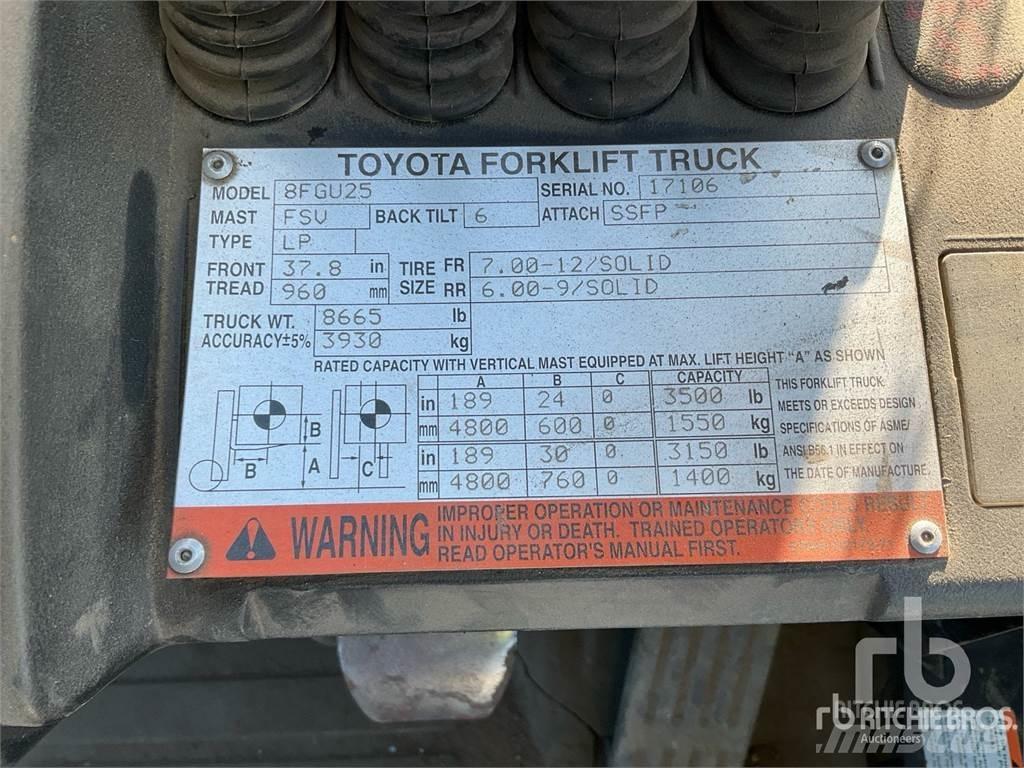 TOYOTA FORKLIFT TRUCK
MODEL 8FGU25 SERIAL NO. 17106
MAST FSV BACK TILT 6 ATTACH SSFP
TYPE LP
FRONT TREAD 37.8 in TIRE SIZE FR 7.00-12/SOLID
960 mm RR 6.00-9/SOLID
TRUCK WT. 8665 lb
ACCURACY±5% 3930 kg
RATED CAPACITY WITH VERTICAL MAST EQUIPPED AT MAX. LIFT HEIGHT "A" AS SHOWN
A B C CAPACITY
in 189 24 0 3500 lb
mm 4800 600 0 1550 kg
in 189 30 0 3150 lb
mm 4800 760 0 1400 kg
B
B A C
THIS FORKLIFT TRUCK
MEETS OR EXCEEDS DESIGN
SPECIFICATIONS OF ASME/
ANSI B56.1 IN EFFECT ON
THE DATE OF MANUFACTURE.
WARNING
IMPROPER OPERATION OR MAINTENANCE COULD RESULT
IN INJURY OR DEATH. TRAINED OPERATORS ONLY.
READ OPERATOR'S MANUAL FIRST.
rb
rb RITCHIE BROS.
Auctioneers